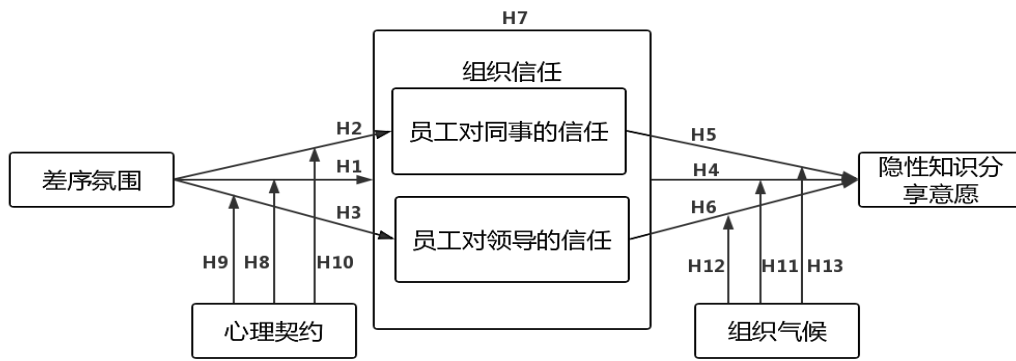 H7
组织信任
员工对同事的信任
H2
H5
差序氛围
H1
H4
隐性知识分
享意愿
H3
H6
员工对领导的信任
H9
H8
H10
H12
H11
H13
心理契约
组织气候